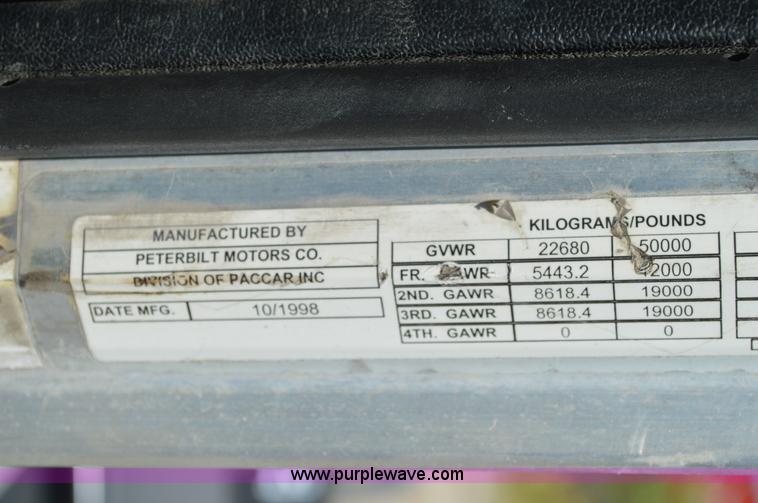 MANUFACTURED BY
PETERBILT MOTORS CO.
DIVISION OF PACCAR INC
DATE MFG. 10/1998
KILOGRAMS/POUNDS
GVWR 22680 50000
FR. GAWR 5443.2 12000
2ND. GAWR 8618.4 19000
3RD. GAWR 8618.4 19000
4TH. GAWR 0 0
www.purplewave.com